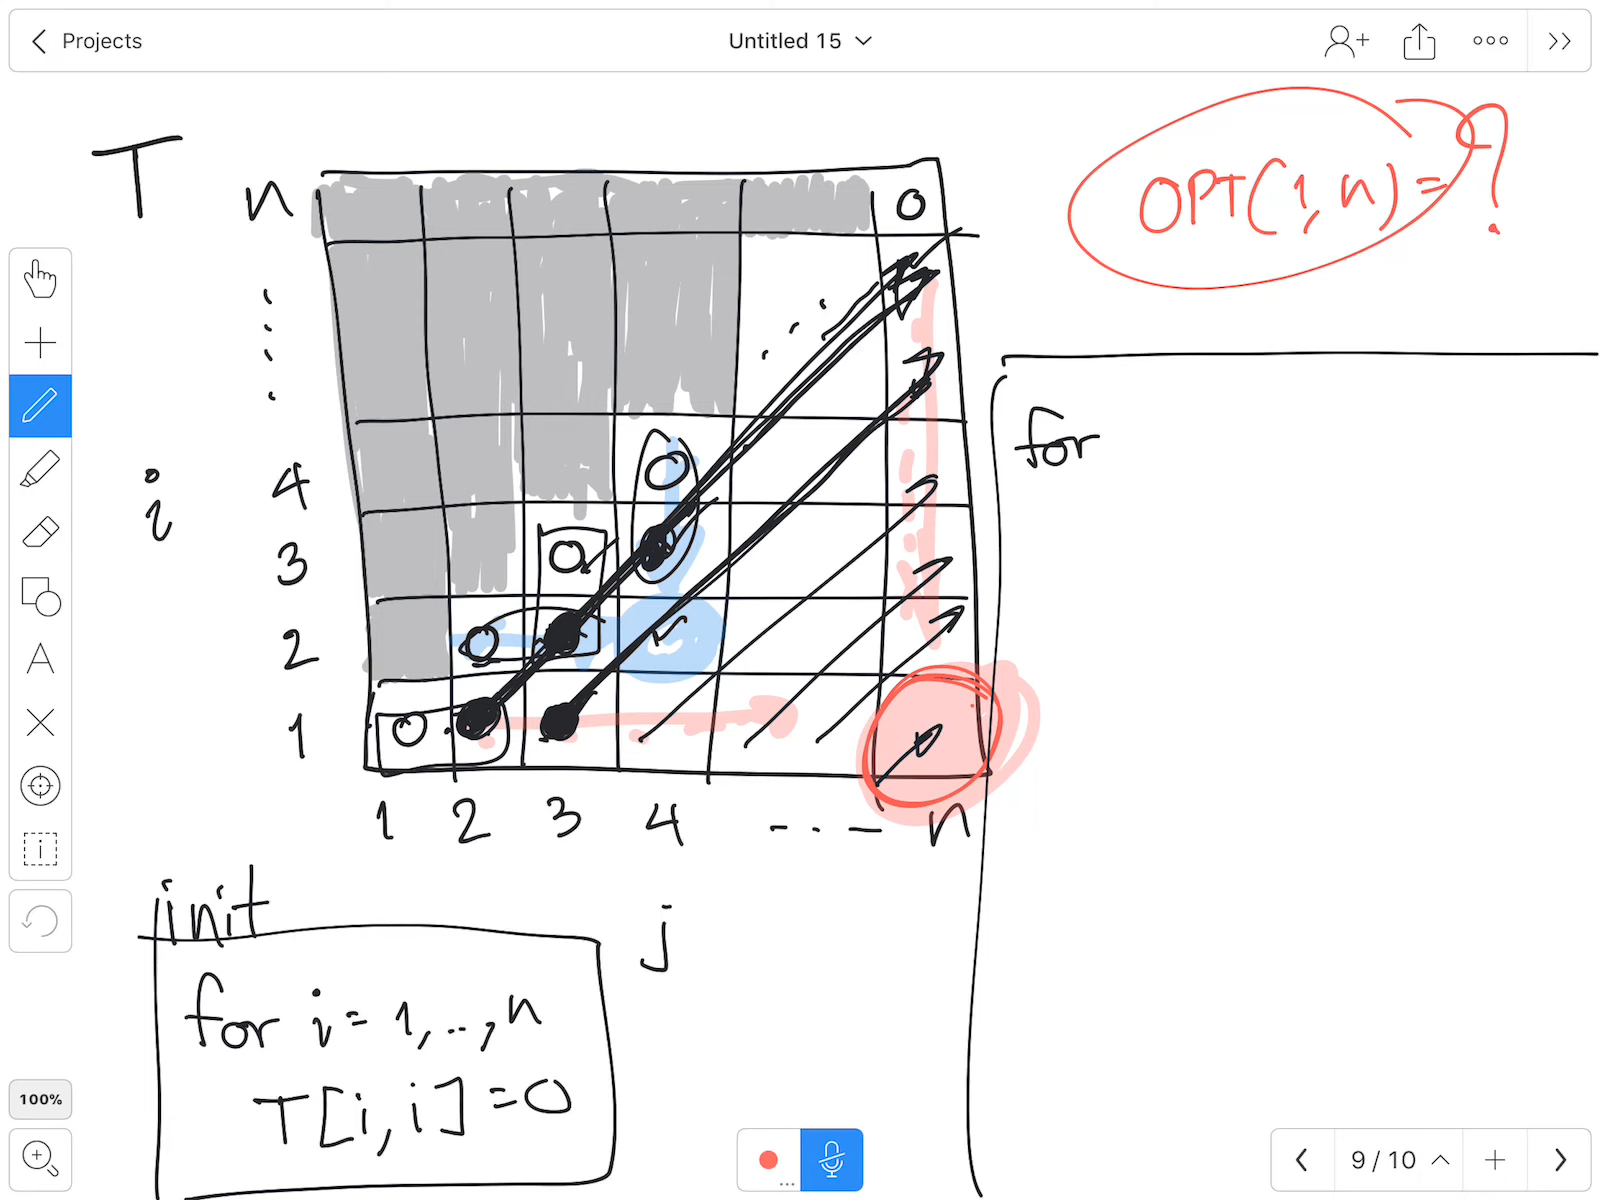 Projects
Untitled 15
OPT(1, n) = ?
T
n
0
i
4
0
3
0
2
0
1
0
1 2 3 4 - . - n
j
for
init
for i = 1, .., n
T[i, i] = 0
A
i
100%
9 / 10